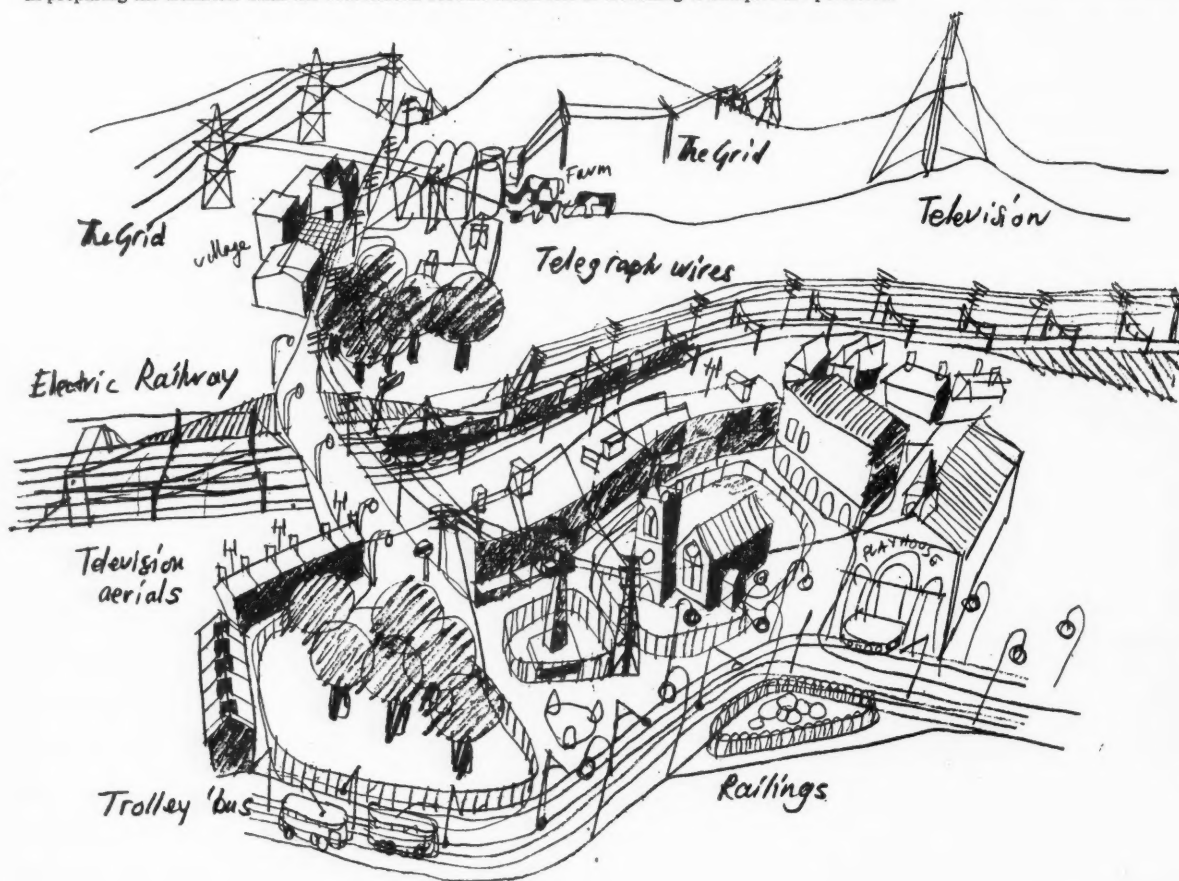 The Grid
village
Farm
The Grid
Television
Telegraph wires
Electric Railway
Television
aerials
PLAYHOUSE
Trolley 'bus
Railings